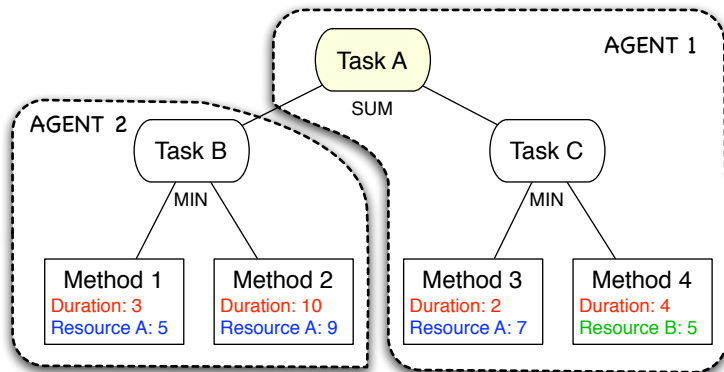 AGENT 1
Task A
SUM
AGENT 2
Task B
Task C
MIN
MIN
Method 1
Duration: 3
Resource A: 5
Method 2
Duration: 10
Resource A: 9
Method 3
Duration: 2
Resource A: 7
Method 4
Duration: 4
Resource B: 5